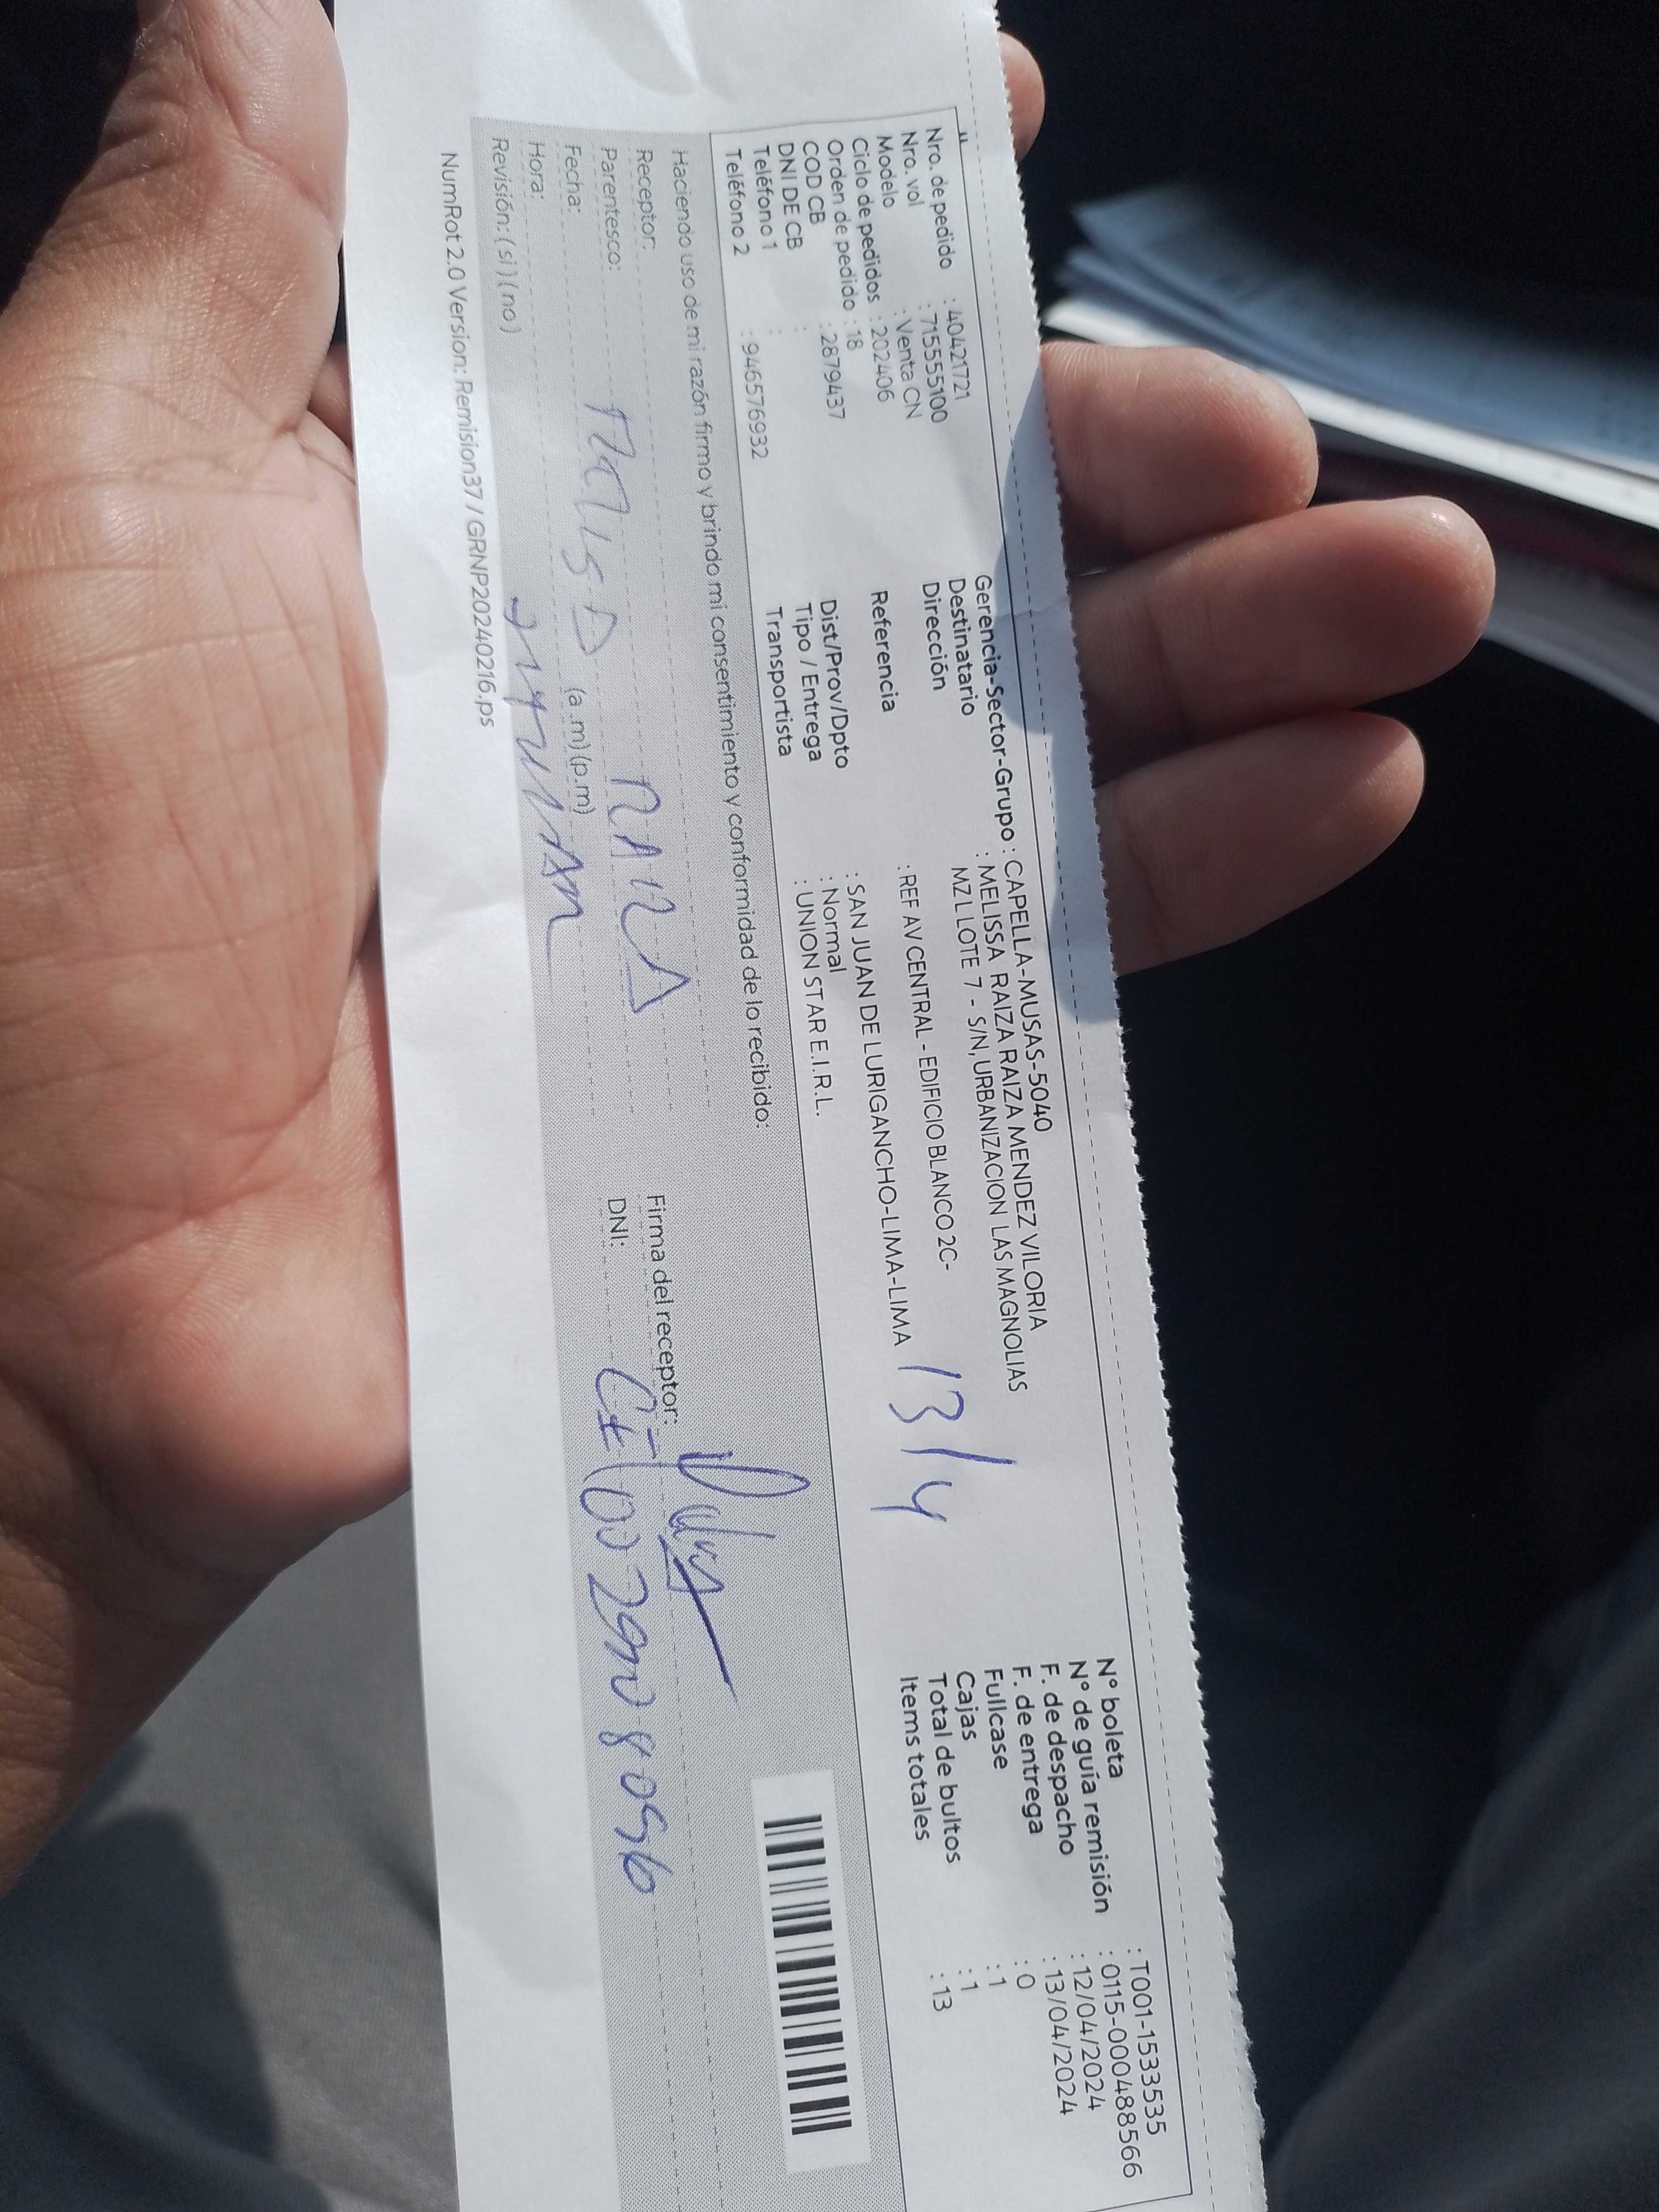 Nro. de pedido : 40421721
Nro. vol : 715555100
Modelo : Venta CN
Ciclo de pedidos : 202406
Orden de pedido : 18
COD CB : 2879437
DNI DE CB :
Teléfono 1 :
Teléfono 2 : 946576932
Gerencia-Sector-Grupo : CAPELLA-MUSAS-5040
Destinatario : MELISSA RAIZA RAIZA MENDEZ VILORIA
Dirección MZ L LOTE 7 - S/N, URBANIZACION LAS MAGNOLIAS
Referencia : REF AV CENTRAL - EDIFICIO BLANCO 2C-
Dist/Prov/Dpto : SAN JUAN DE LURIGANCHO-LIMA-LIMA
Tipo / Entrega : Normal
Transportista : UNION STAR E.I.R.L.
13/4
N° boleta : T001-1533535
N° de guía remisión : 0115-000488566
F. de despacho : 12/04/2024
F. de entrega : 13/04/2024
Fullcase : 0
Cajas : 1
Total de bultos : 1
Items totales : 13
Haciendo uso de mi razón firmo y brindo mi consentimiento y conformidad de lo recibido:
Receptor:
Parentesco:
Fecha:
Hora: (a.m) (p.m)
Revisión: (si) (no)
Firma del receptor:
DNI:
NumRot 2.0 Version: Remision37 / GRNP20240216.ps